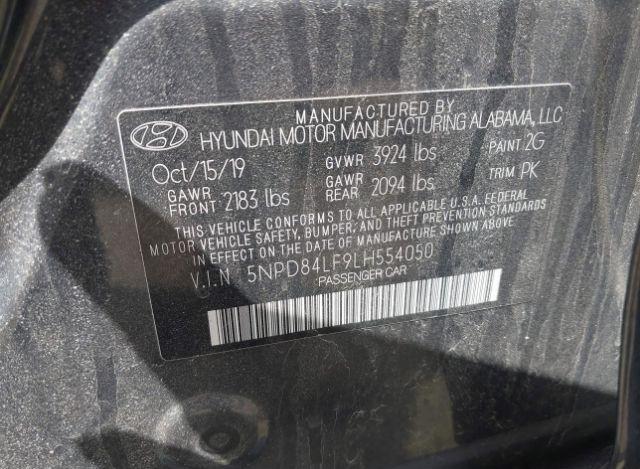 MANUFACTURED BY
HYUNDAI MOTOR MANUFACTURING ALABAMA, LLC
Oct/15/19 GVWR 3924 lbs PAINT 2G
GAWR FRONT 2183 lbs GAWR REAR 2094 lbs TRIM PK
THIS VEHICLE CONFORMS TO ALL APPLICABLE U.S.A. FEDERAL
MOTOR VEHICLE SAFETY, BUMPER, AND THEFT PREVENTION STANDARDS
IN EFFECT ON THE DATE OF MANUFACTURE SHOWN ABOVE.
V.I.N. 5NPD84LF9LH554050
PASSENGER CAR